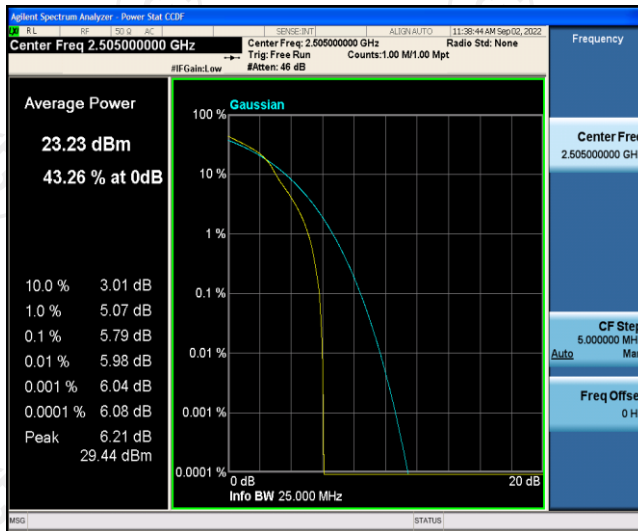 Agilent Spectrum Analyzer - Power Stat CCDF
RL RF 50 Ω AC SENSE:INT ALIGN AUTO 11:38:44 AM Sep 02, 2022
Center Freq 2.505000000 GHz
Center Freq: 2.505000000 GHz Radio Std: None
Trig: Free Run Counts:1.00 M/1.00 Mpt
#IFGain:Low #Atten: 46 dB
Frequency
Average Power
23.23 dBm
43.26 % at 0dB
10.0 % 3.01 dB
1.0 % 5.07 dB
0.1 % 5.79 dB
0.01 % 5.98 dB
0.001 % 6.04 dB
0.0001 % 6.08 dB
Peak 6.21 dB
29.44 dBm
Gaussian
100 %
10 %
1 %
0.1 %
0.01 %
0.001 %
0.0001 %
0 dB 20 dB
Info BW 25.000 MHz
Center Fre
2.505000000 GH
CF Step
5.000000 MH
Auto Ma
Freq Offse
0 H
MSG STATUS